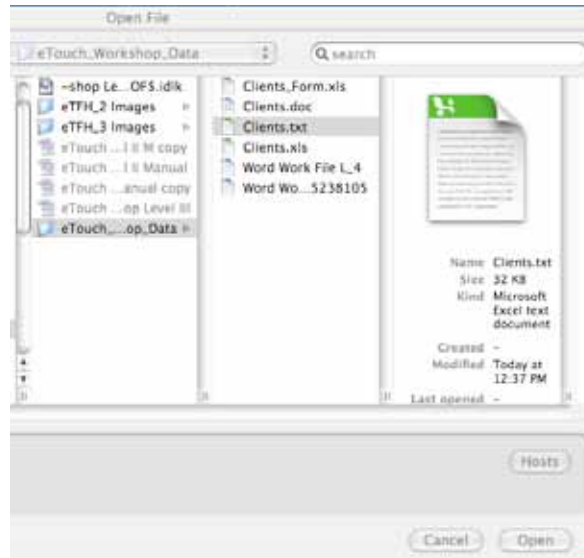 Open File
eTouch_Workshop_Data
search
~shop Le...OFS.idlk
eTFH_2 Images
eTFH_3 Images
eTouch ...l II M copy
eTouch ...l II Manual
eTouch ...anual copy
eTouch ...op Level III
eTouch_...op_Data
Clients_Form.xls
Clients.doc
Clients.txt
Clients.xls
Word Work File L_4
Word Wo...5238105
Name Clients.txt
Size 32 KB
Kind Microsoft
Excel text
document
Created -
Modified Today at
12:37 PM
Last opened -
Hosts
Cancel
Open